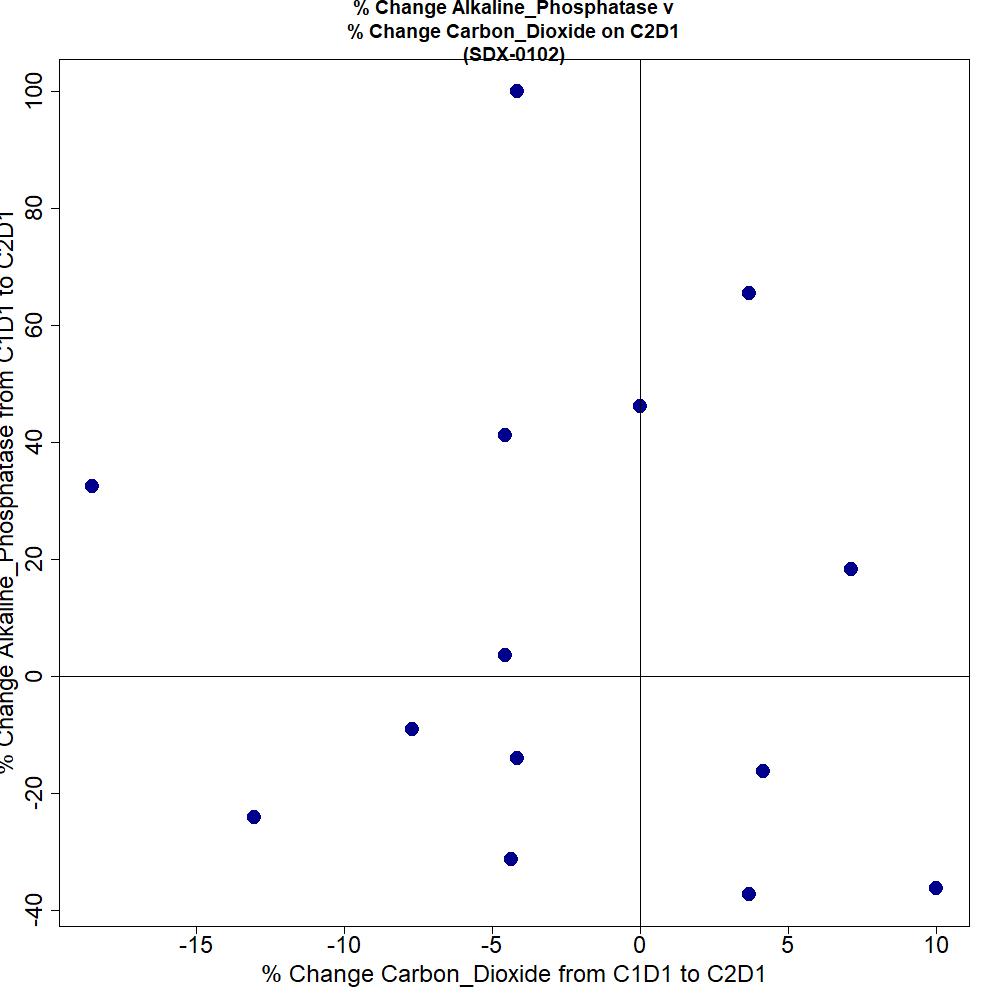 % Change Alkaline_Phosphatase v
% Change Carbon_Dioxide on C2D1
(SDX-0102)
% Change Alkaline_Phosphatase from C1D1 to C2D1
100
80
60
40
20
0
-20
-40
-15 -10 -5 0 5 10
% Change Carbon_Dioxide from C1D1 to C2D1